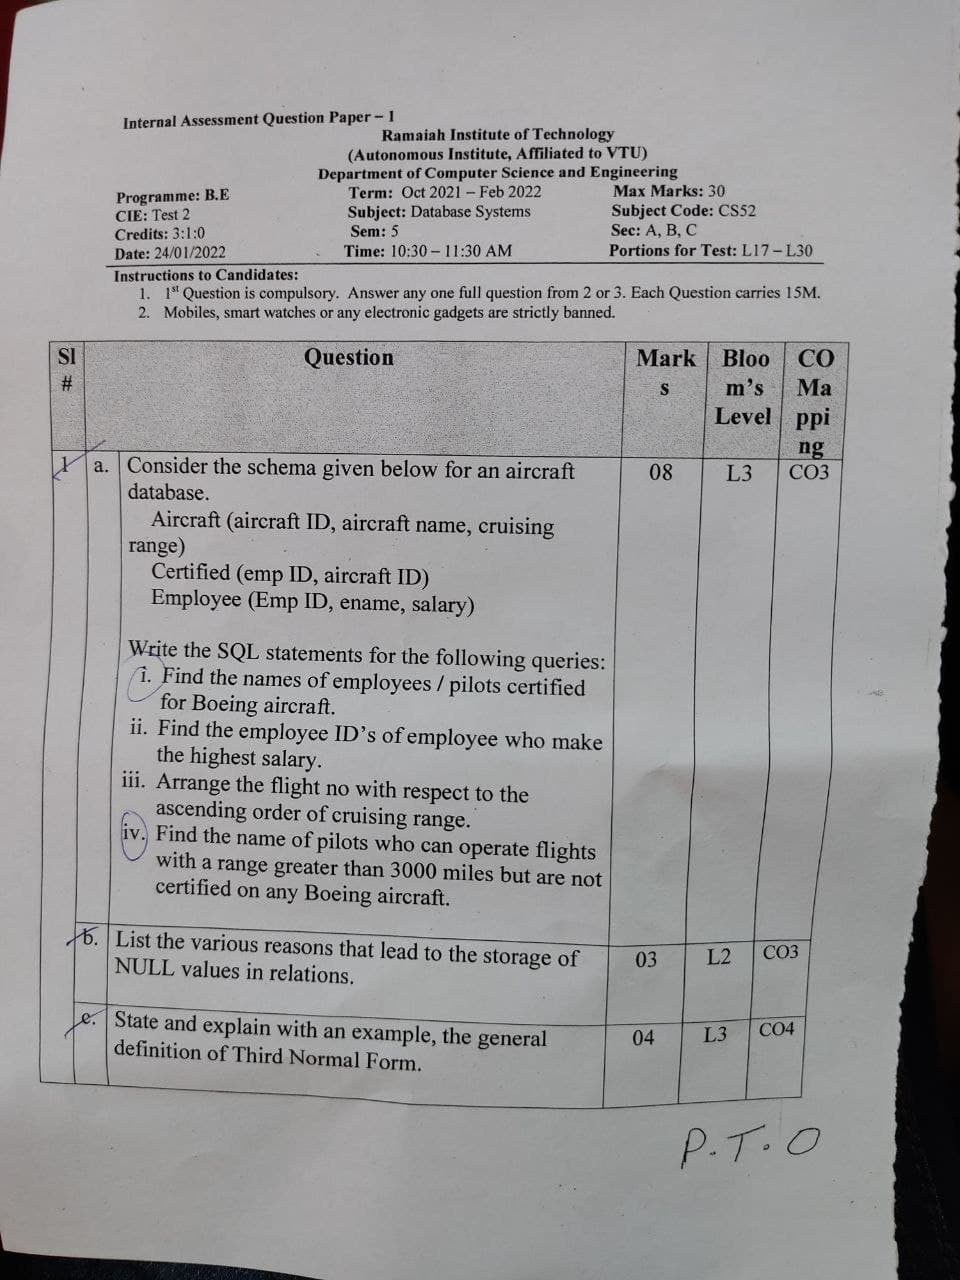 Internal Assessment Question Paper – 1
Ramaiah Institute of Technology
(Autonomous Institute, Affiliated to VTU)
Department of Computer Science and Engineering
Programme: B.E Term: Oct 2021 – Feb 2022 Max Marks: 30
CIE: Test 2 Subject: Database Systems Subject Code: CS52
Credits: 3:1:0 Sem: 5 Sec: A, B, C
Date: 24/01/2022 Time: 10:30 – 11:30 AM Portions for Test: L17 – L30
Instructions to Candidates:
1. 1st Question is compulsory. Answer any one full question from 2 or 3. Each Question carries 15M.
2. Mobiles, smart watches or any electronic gadgets are strictly banned.
Sl Question Mark Bloo CO
# s m's Ma
Level ppi
ng
1 a. Consider the schema given below for an aircraft 08 L3 CO3
database.
Aircraft (aircraft ID, aircraft name, cruising
range)
Certified (emp ID, aircraft ID)
Employee (Emp ID, ename, salary)
Write the SQL statements for the following queries:
i. Find the names of employees / pilots certified
for Boeing aircraft.
ii. Find the employee ID's of employee who make
the highest salary.
iii. Arrange the flight no with respect to the
ascending order of cruising range.
iv. Find the name of pilots who can operate flights
with a range greater than 3000 miles but are not
certified on any Boeing aircraft.
b. List the various reasons that lead to the storage of 03 L2 CO3
NULL values in relations.
c. State and explain with an example, the general 04 L3 CO4
definition of Third Normal Form.
P.T.O